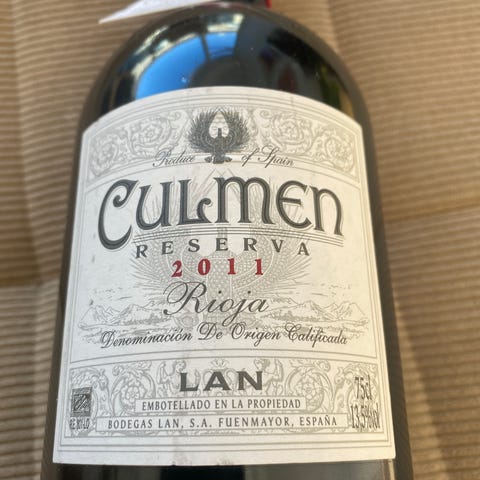 Produce of Spain
CULMEN
RESERVA
2011
Rioja
Denominación De Origen Calificada
LAN
EMBOTELLADO EN LA PROPIEDAD
BODEGAS LAN, S.A. FUENMAYOR, ESPAÑA
75cl
13,5%Vol